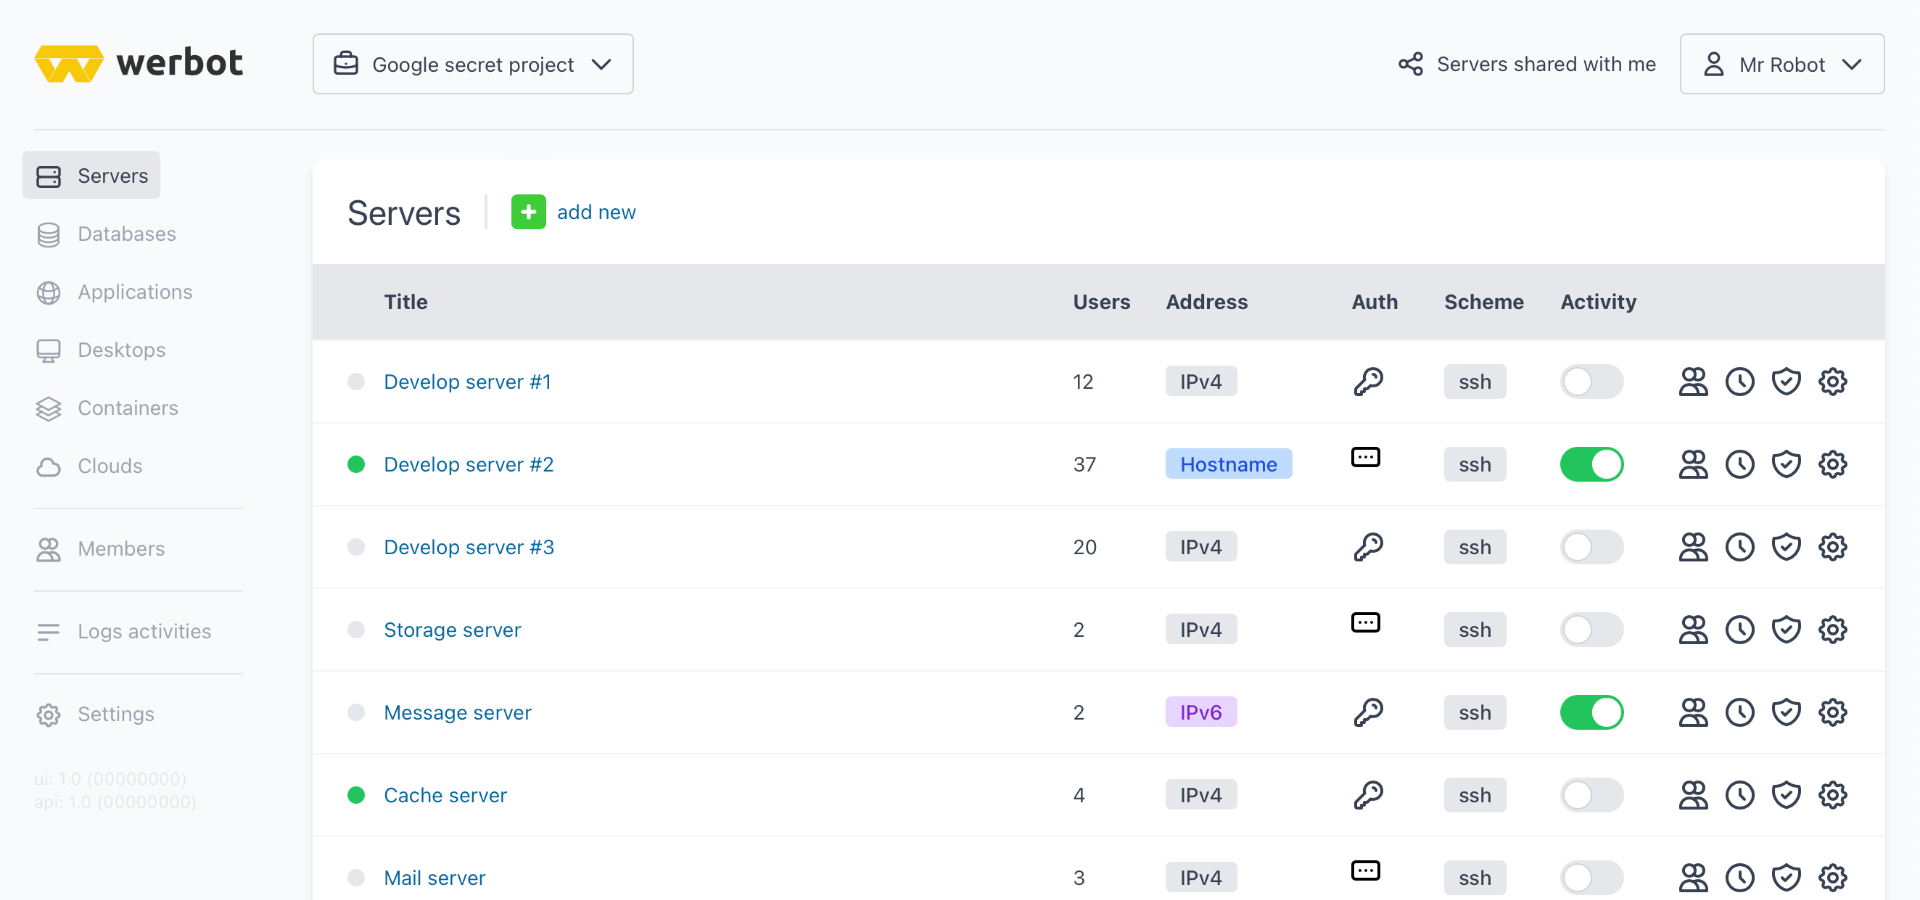 werbot
Google secret project
Servers shared with me
Mr Robot
Servers
Databases
Applications
Desktops
Containers
Clouds
Members
Logs activities
Settings
ui: 1.0 (00000000)
api: 1.0 (00000000)
Servers
add new
Title Users Address Auth Scheme Activity
Develop server #1 12 IPv4 ssh
Develop server #2 37 Hostname ssh
Develop server #3 20 IPv4 ssh
Storage server 2 IPv4 ssh
Message server 2 IPv6 ssh
Cache server 4 IPv4 ssh
Mail server 3 IPv4 ssh